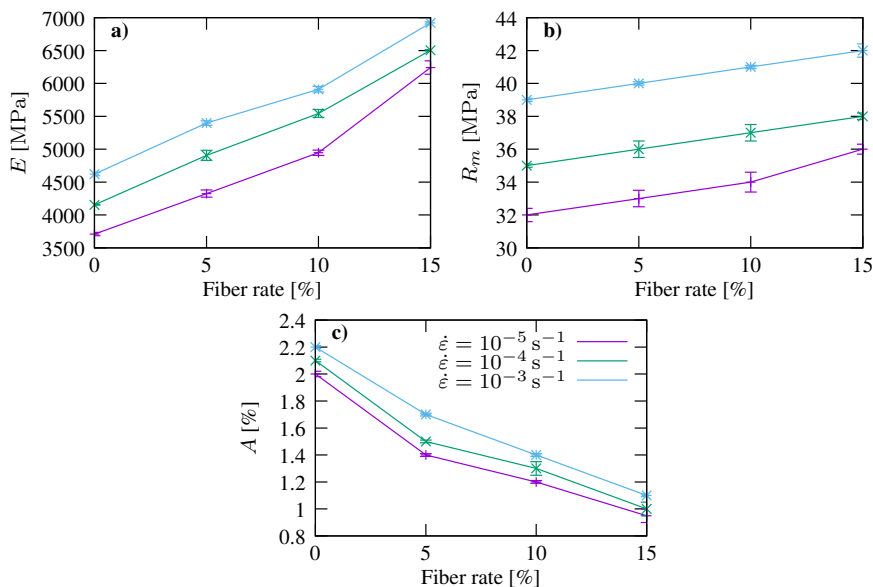 a)
7000
6500
6000
5500
5000
4500
4000
3500
E [MPa]
0 5 10 15
Fiber rate [%]
b)
44
42
40
38
36
34
32
30
R_m [MPa]
0 5 10 15
Fiber rate [%]
c)
2.4
2.2
2
1.8
1.6
1.4
1.2
1
0.8
A [%]
ε̇ = 10⁻⁵ s⁻¹
ε̇ = 10⁻⁴ s⁻¹
ε̇ = 10⁻³ s⁻¹
0 5 10 15
Fiber rate [%]